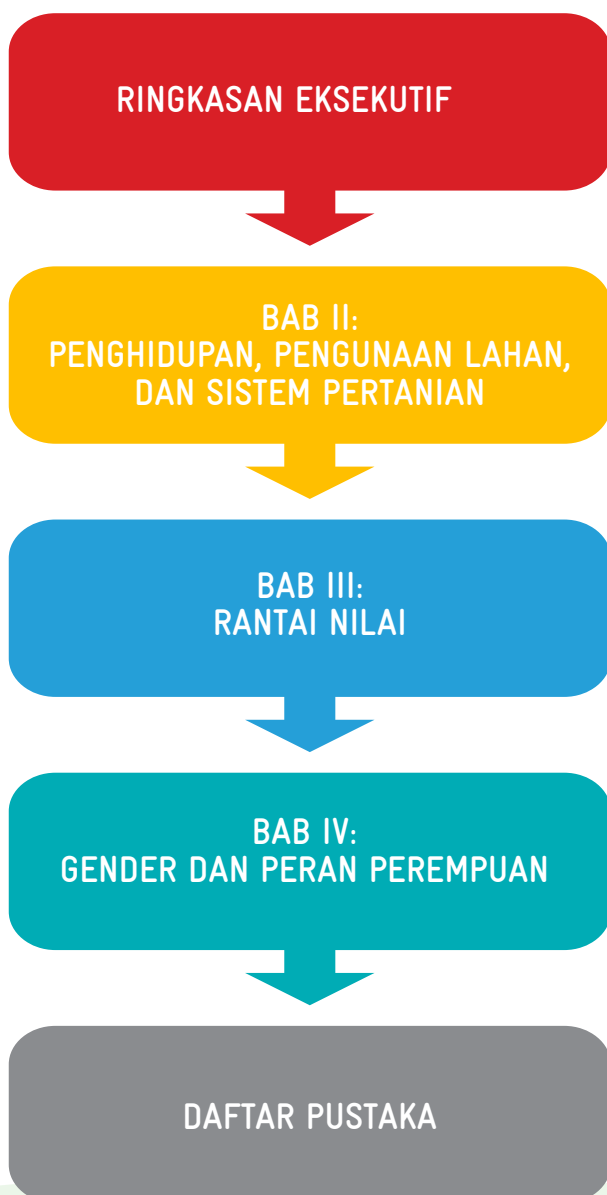 RINGKASAN EKSEKUTIF
BAB II:
PENGHIDUPAN, PENGUNAAN LAHAN,
DAN SISTEM PERTANIAN
BAB III:
RANTAI NILAI
BAB IV:
GENDER DAN PERAN PEREMPUAN
DAFTAR PUSTAKA